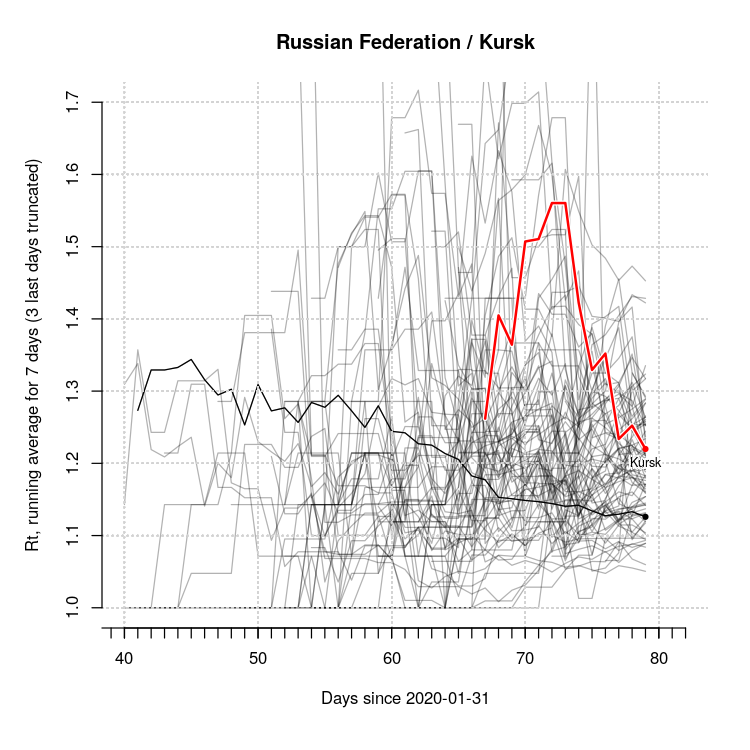 Russian Federation / Kursk
Rt, running average for 7 days (3 last days truncated)
1.7
1.6
1.5
1.4
1.3
1.2
1.1
1.0
Kursk
40 50 60 70 80
Days since 2020-01-31